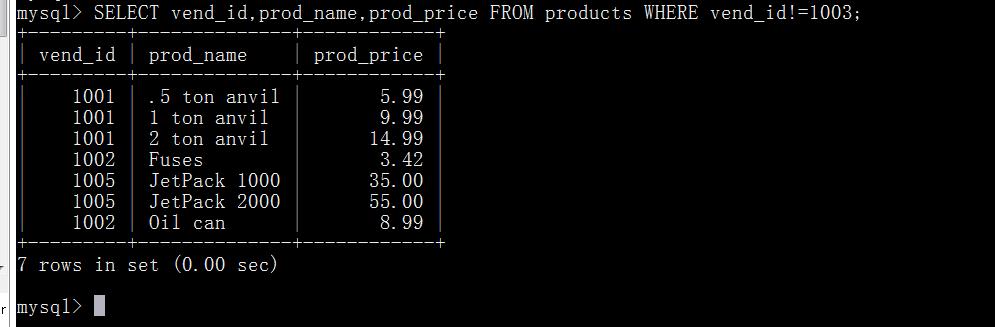 mysql> SELECT vend_id,prod_name,prod_price FROM products WHERE vend_id!=1003;
+---------+--------------+------------+
| vend_id | prod_name    | prod_price |
+---------+--------------+------------+
|    1001 | .5 ton anvil |       5.99 |
|    1001 | 1 ton anvil  |       9.99 |
|    1001 | 2 ton anvil  |      14.99 |
|    1002 | Fuses        |       3.42 |
|    1005 | JetPack 1000 |      35.00 |
|    1005 | JetPack 2000 |      55.00 |
|    1002 | Oil can      |       8.99 |
+---------+--------------+------------+
7 rows in set (0.00 sec)
r
mysql>